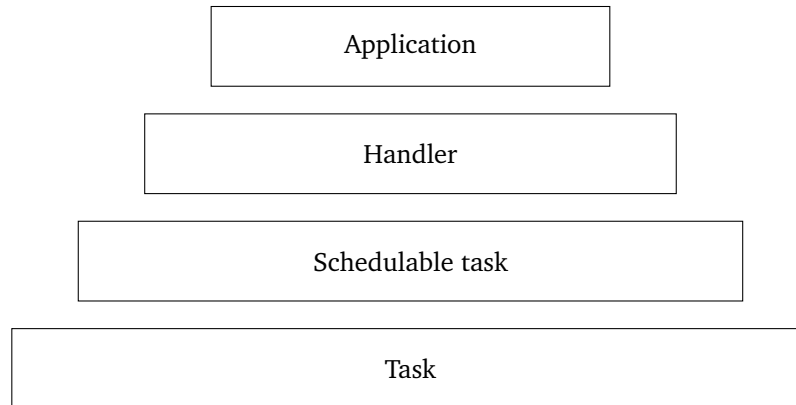 Application
Handler
Schedulable task
Task